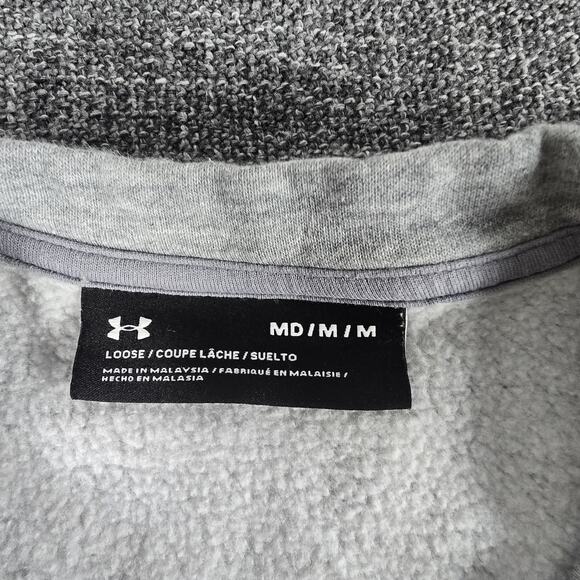 MD / M / M
LOOSE / COUPE LÂCHE / SUELTO
MADE IN MALAYSIA / FABRIQUÉ EN MALAISIE /
HECHO EN MALASIA